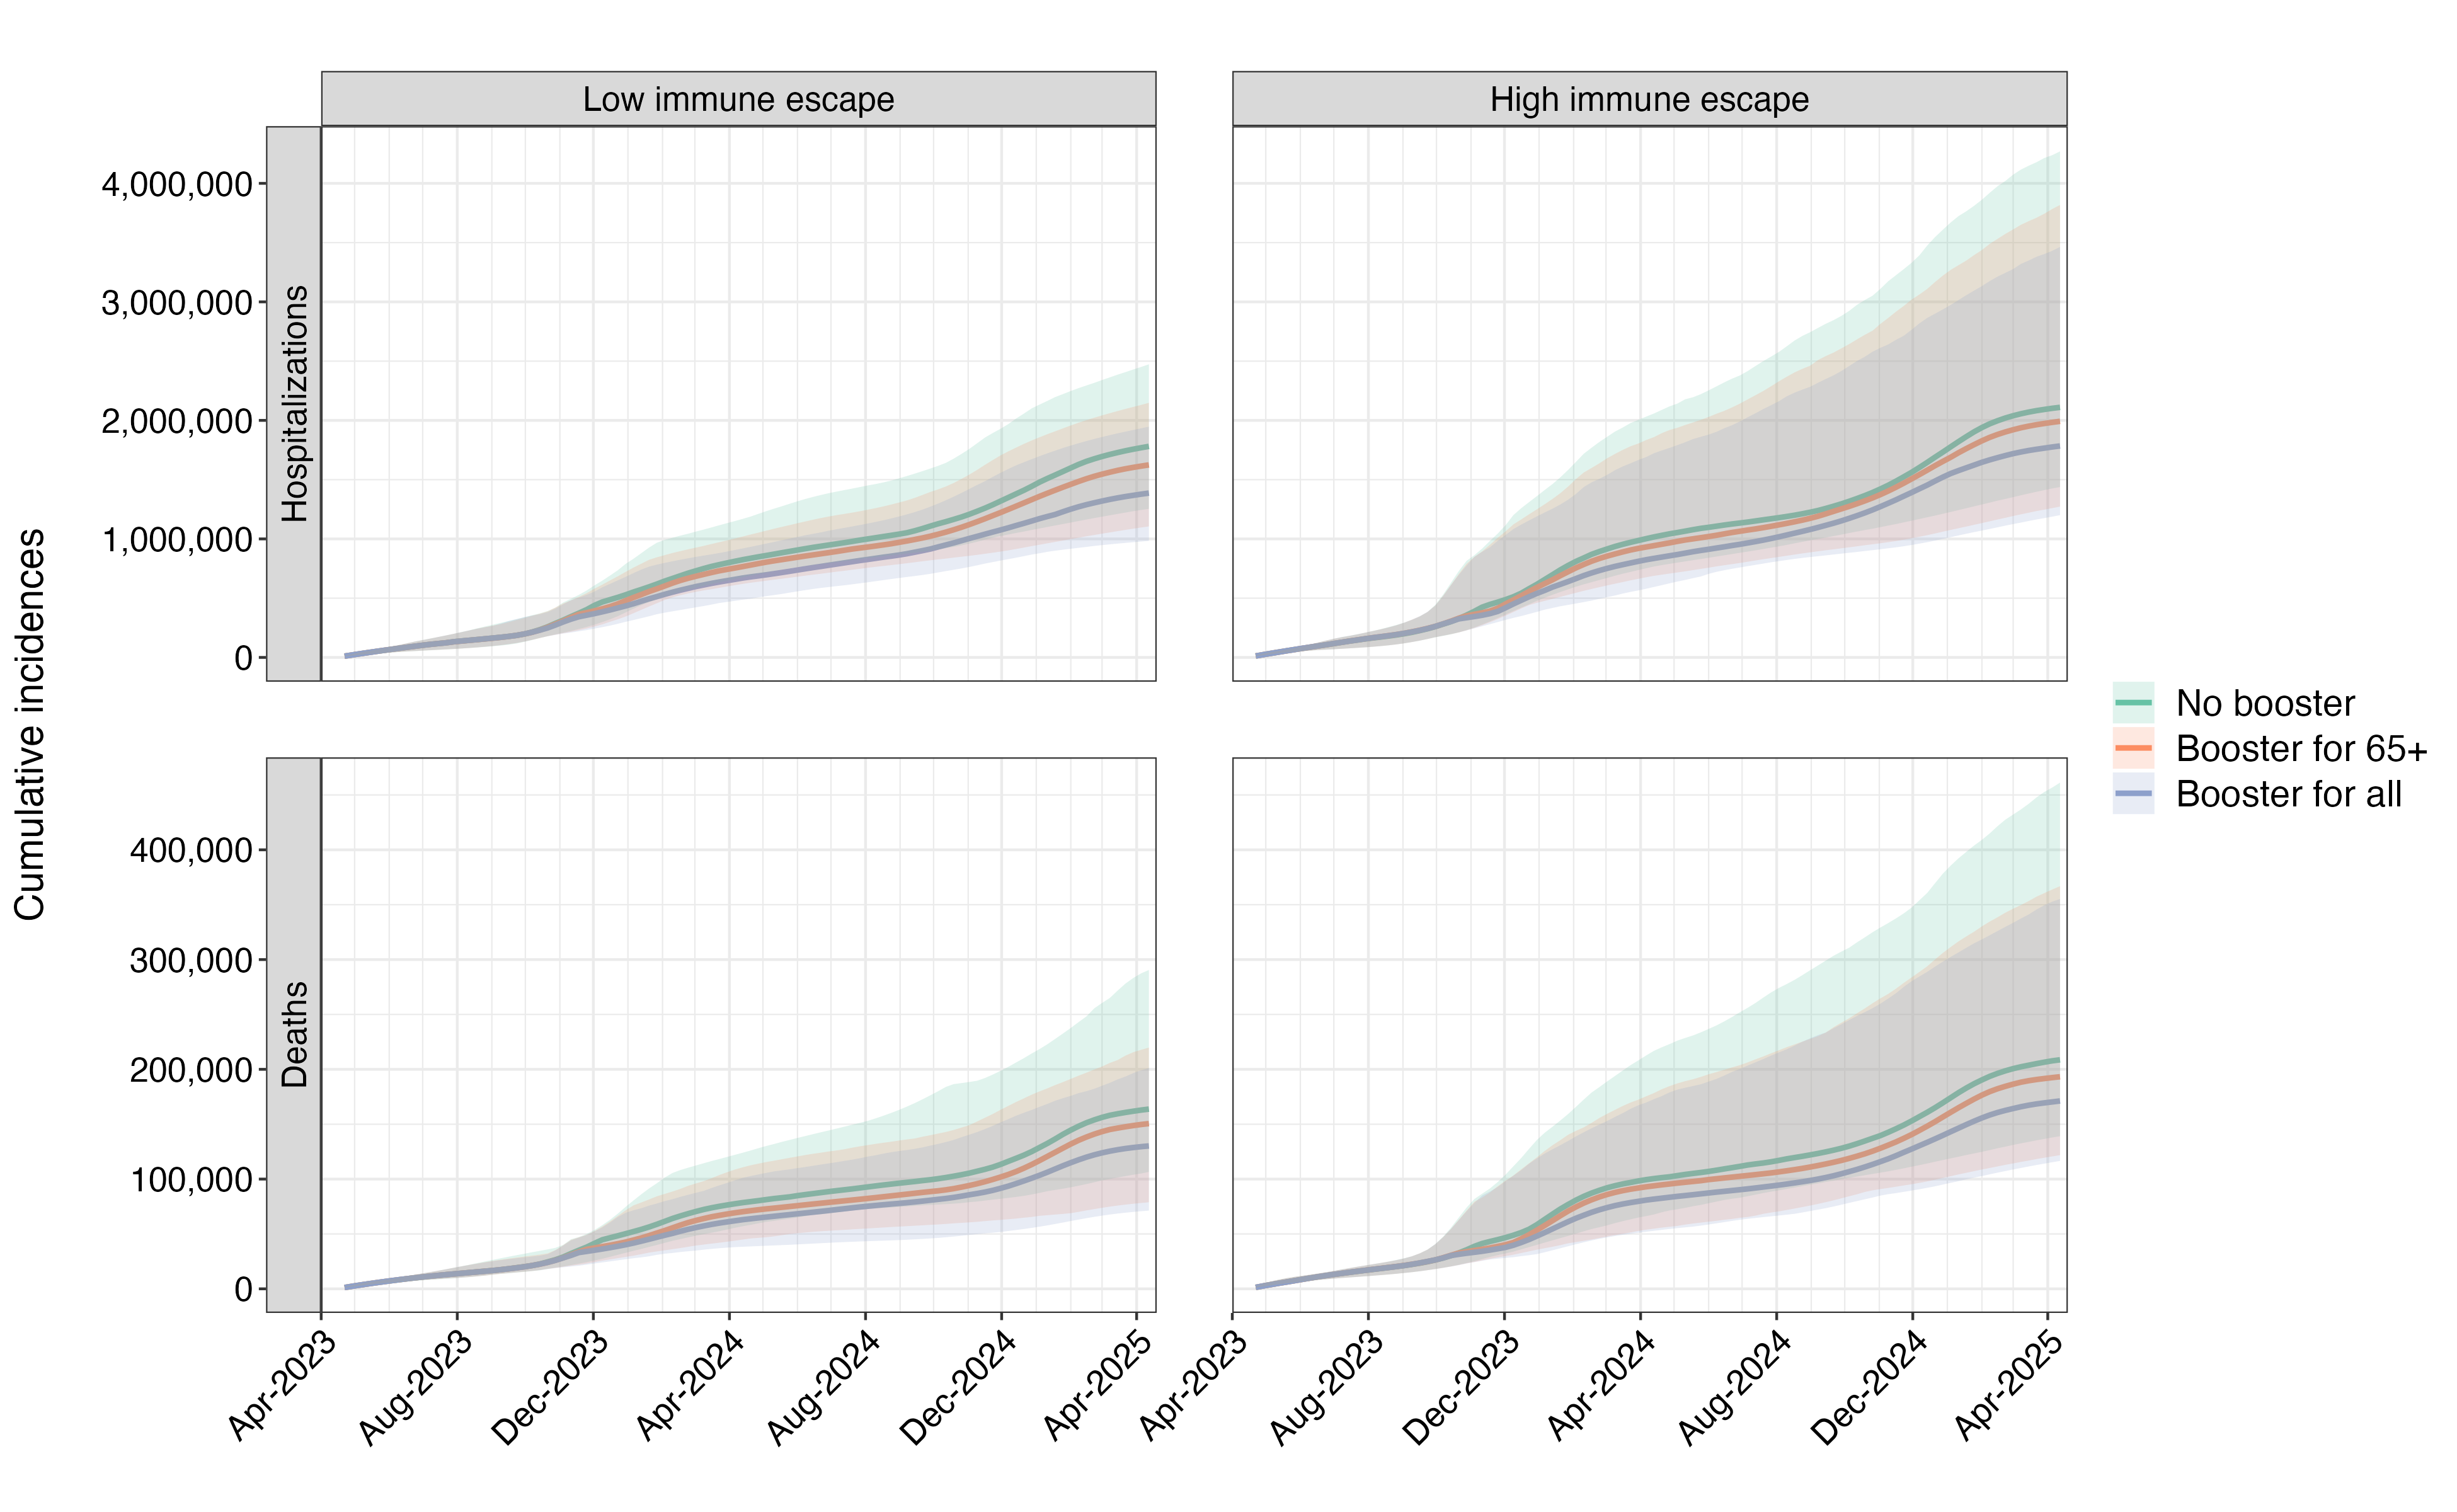 Low immune escape
High immune escape
Cumulative incidences
Hospitalizations
4,000,000
3,000,000
2,000,000
1,000,000
0
Deaths
400,000
300,000
200,000
100,000
0
Apr-2023
Aug-2023
Dec-2023
Apr-2024
Aug-2024
Dec-2024
Apr-2025
Apr-2023
Aug-2023
Dec-2023
Apr-2024
Aug-2024
Dec-2024
Apr-2025
No booster
Booster for 65+
Booster for all